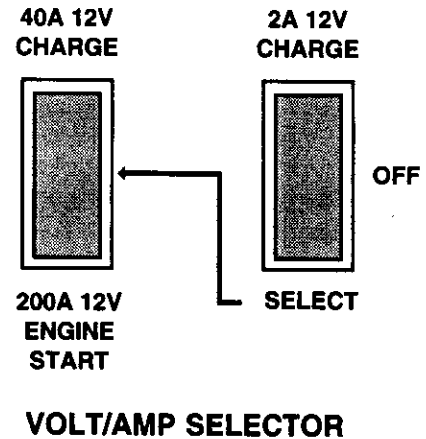 40A 12V
CHARGE
2A 12V
CHARGE
OFF
200A 12V
ENGINE
START
SELECT
VOLT/AMP SELECTOR